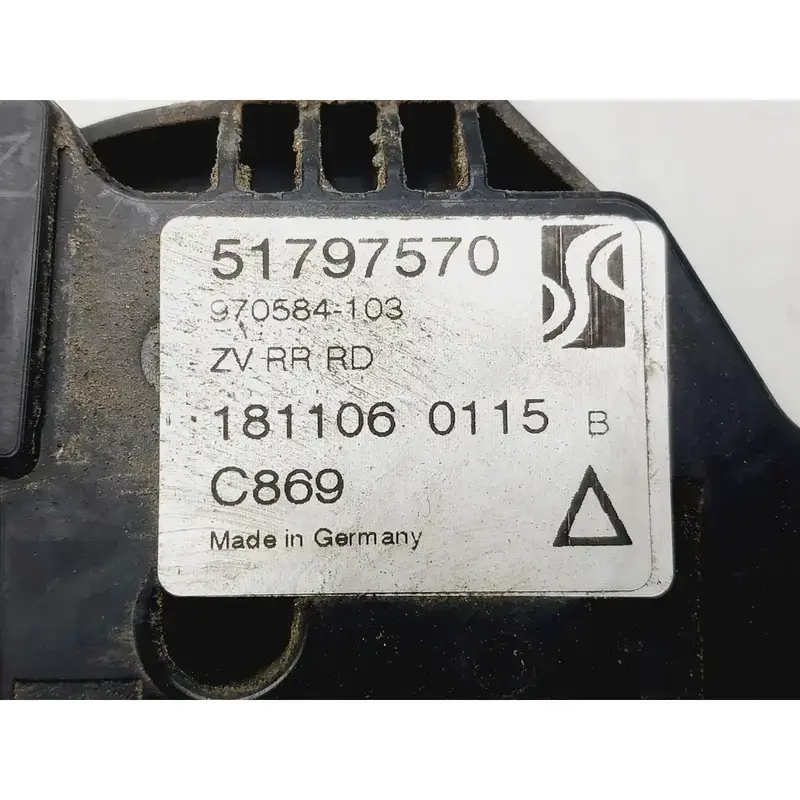 51797570
970584-103
ZV RR RD
181106 0115 B
C869
Made in Germany